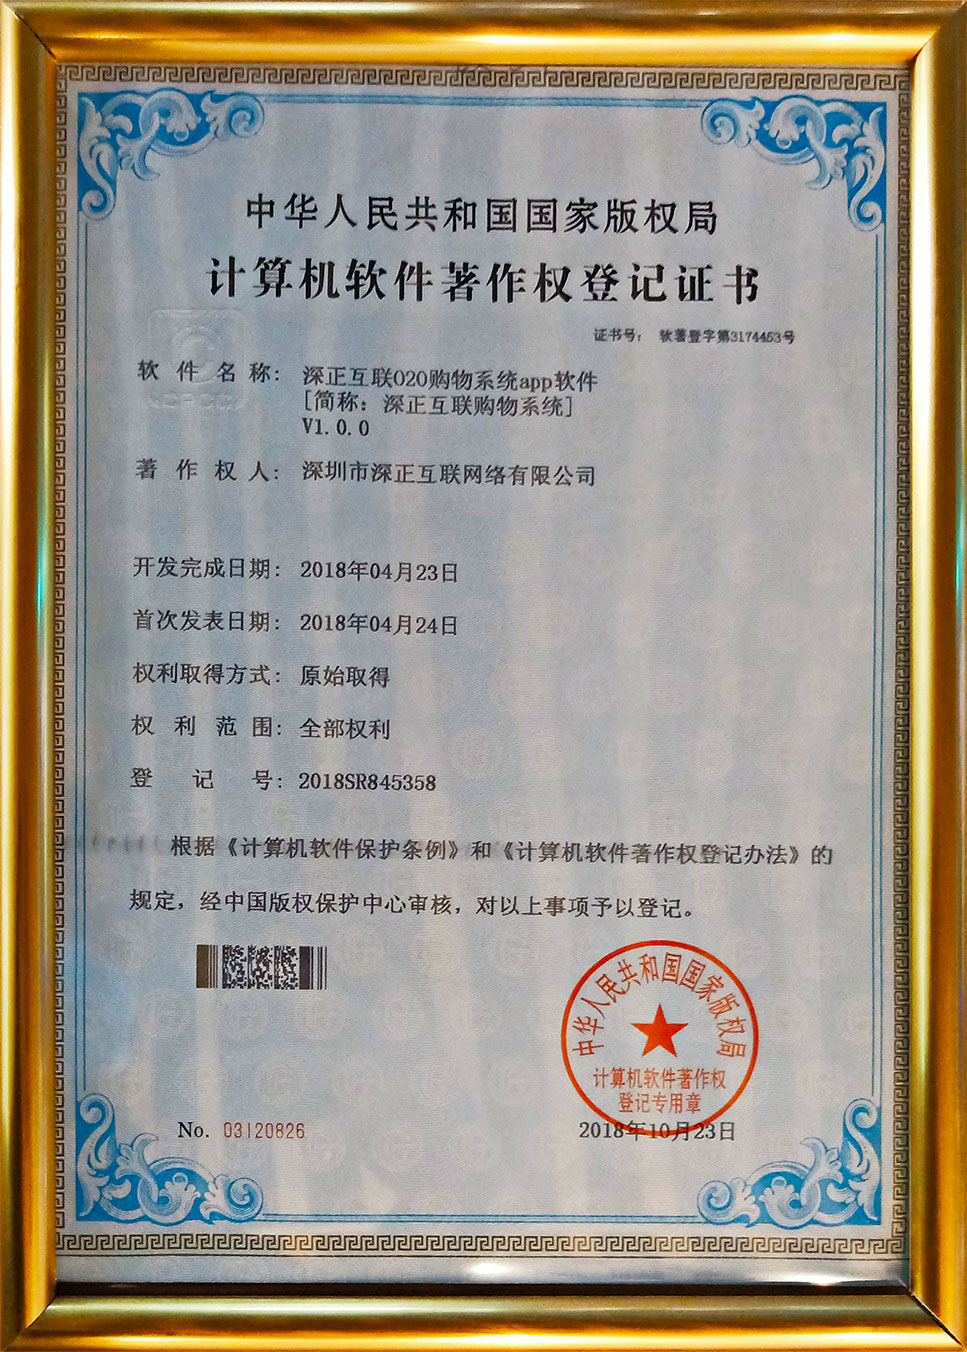 中华人民共和国国家版权局
计算机软件著作权登记证书
证书号： 软著登字第3174453号
软件名称： 深正互联O2O购物系统app软件
[简称：深正互联购物系统]
V1.0.0
著作权人： 深圳市深正互联网络有限公司
开发完成日期： 2018年04月23日
首次发表日期： 2018年04月24日
权利取得方式： 原始取得
权利范围： 全部权利
登记号： 2018SR845358
根据《计算机软件保护条例》和《计算机软件著作权登记办法》的
规定，经中国版权保护中心审核，对以上事项予以登记。
中华人民共和国国家版权局
计算机软件著作权
登记专用章
No. 03120826
2018年10月23日
CPCC